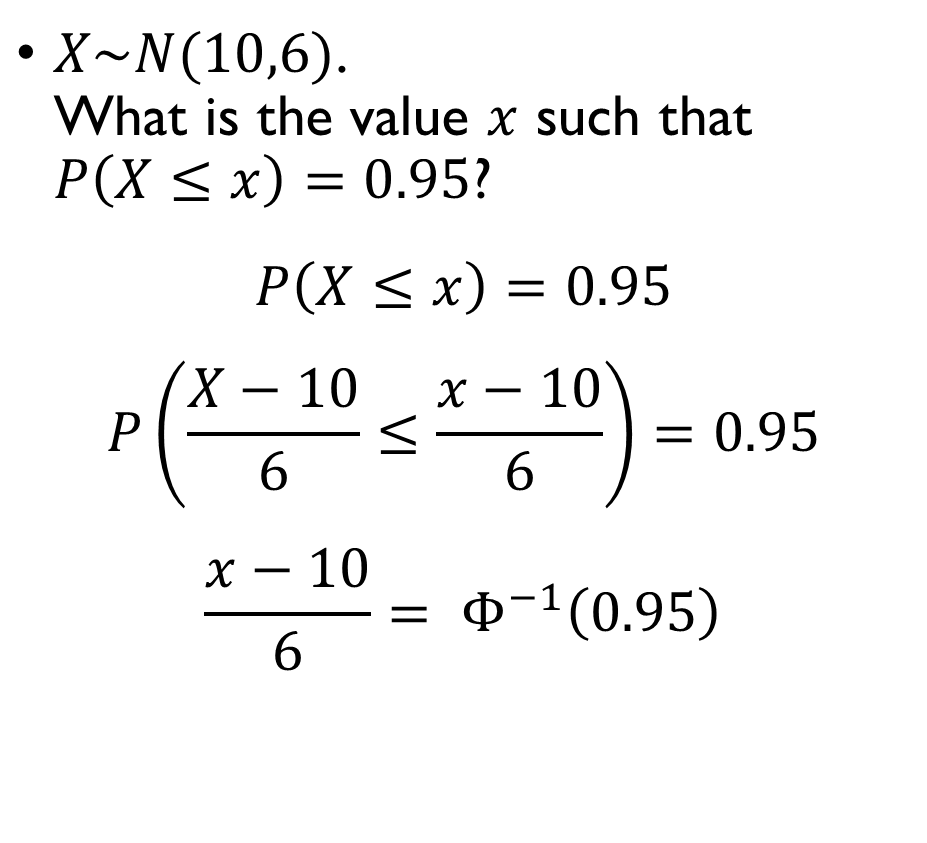 • X~N(10,6).
What is the value x such that
P(X ≤ x) = 0.95?
P(X ≤ x) = 0.95
P((X − 10)/6 ≤ (x − 10)/6) = 0.95
(x − 10)/6 = Φ⁻¹(0.95)